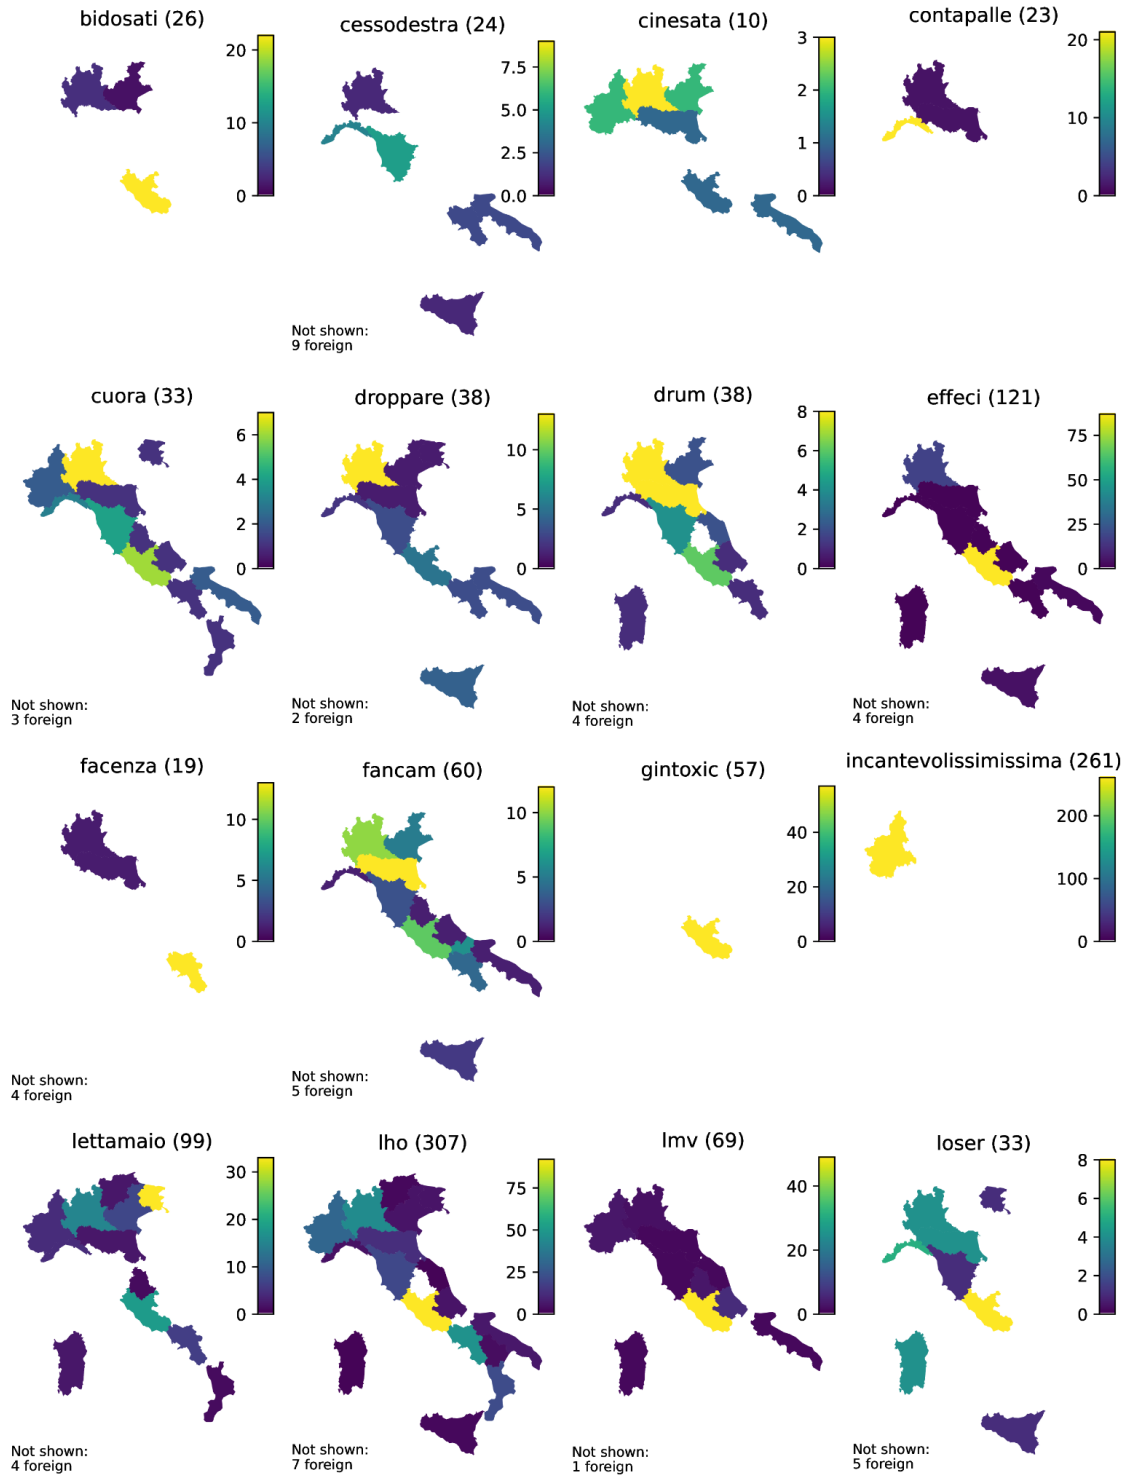 bidosati (26)
20
10
0
cessodestra (24)
7.5
5.0
2.5
0.0
Not shown:
9 foreign
cinesata (10)
3
2
1
0
contapalle (23)
20
10
0
cuora (33)
6
4
2
0
Not shown:
3 foreign
droppare (38)
10
5
0
Not shown:
2 foreign
drum (38)
8
6
4
2
0
Not shown:
4 foreign
effeci (121)
75
50
25
0
Not shown:
4 foreign
facenza (19)
10
5
0
Not shown:
4 foreign
fancam (60)
10
5
0
Not shown:
5 foreign
gintoxic (57)
40
20
0
incantevolissimissima (261)
200
100
0
lettamaio (99)
30
20
10
0
Not shown:
4 foreign
lho (307)
75
50
25
0
Not shown:
7 foreign
lmv (69)
40
20
0
Not shown:
1 foreign
loser (33)
8
6
4
2
0
Not shown:
5 foreign